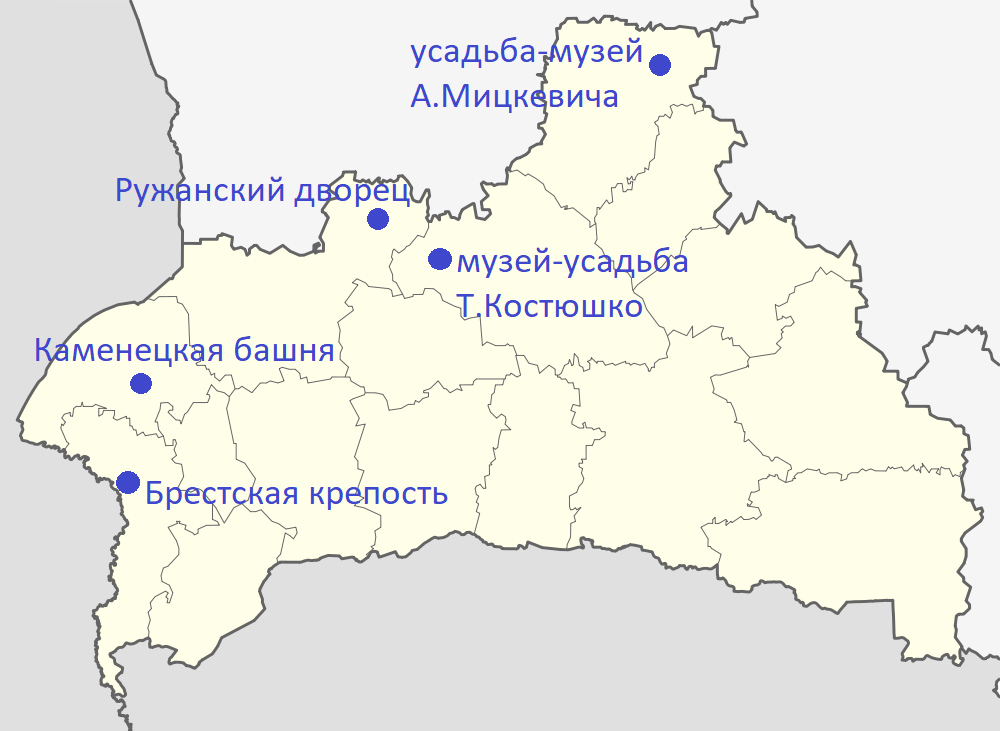 усадьба-музей
А.Мицкевича
Ружанский дворец
музей-усадьба
Т.Костюшко
Каменецкая башня
Брестская крепость